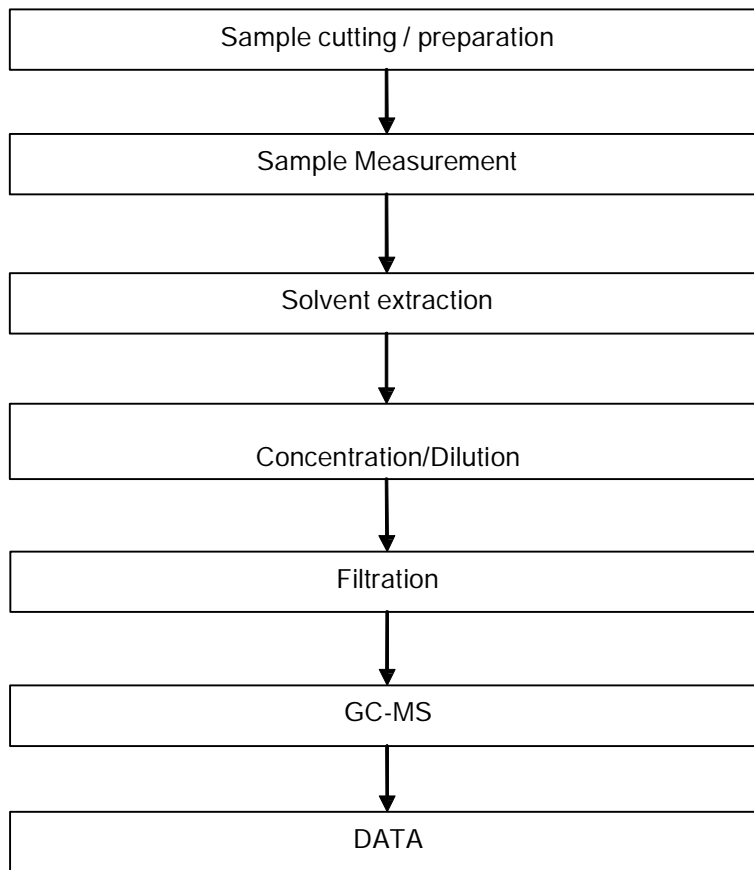 Sample cutting / preparation
Sample Measurement
Solvent extraction
Concentration/Dilution
Filtration
GC-MS
DATA